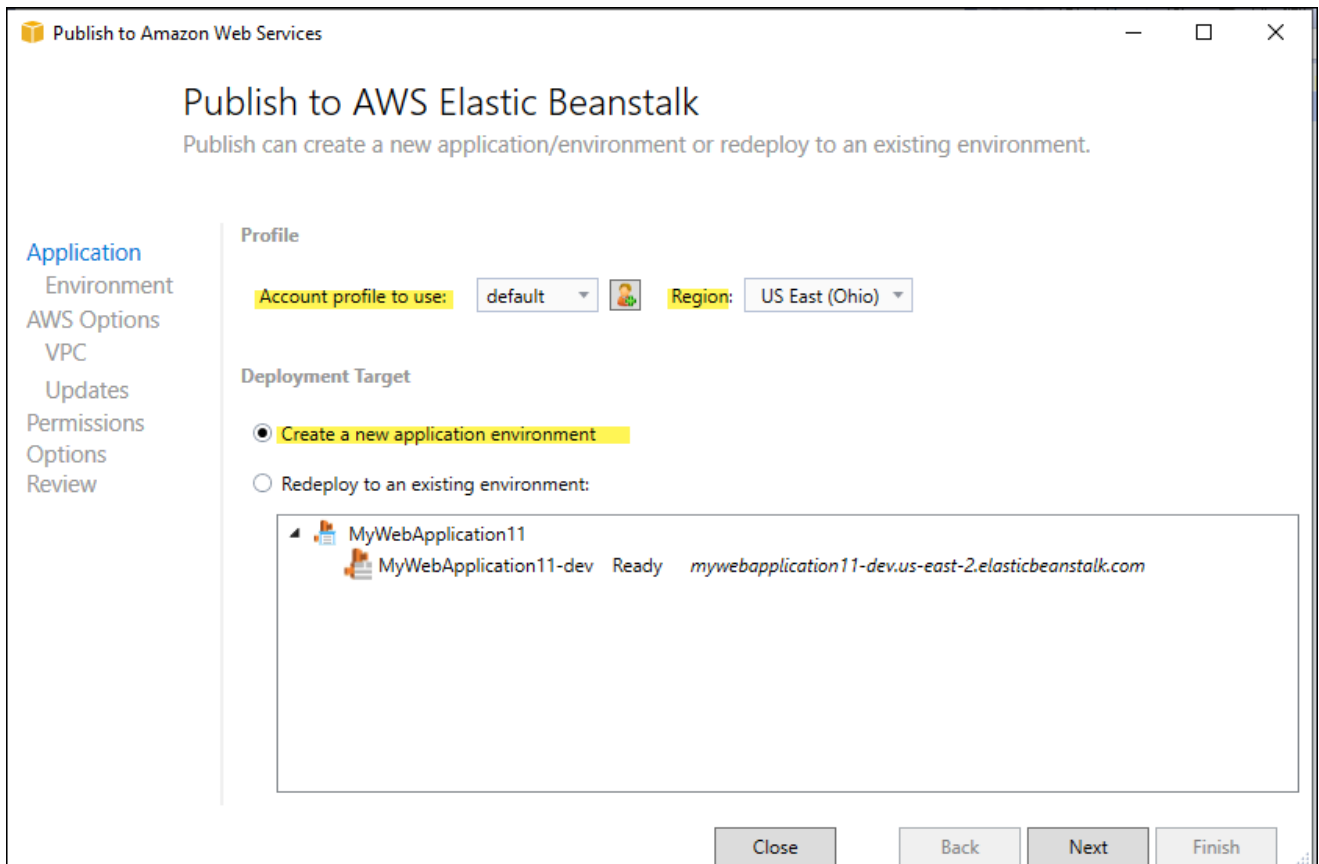 Publish to Amazon Web Services
Publish to AWS Elastic Beanstalk
Publish can create a new application/environment or redeploy to an existing environment.
Application
Environment
AWS Options
VPC
Updates
Permissions
Options
Review
Profile
Account profile to use: default Region: US East (Ohio)
Deployment Target
Create a new application environment
Redeploy to an existing environment:
MyWebApplication11
MyWebApplication11-dev Ready mywebapplication11-dev.us-east-2.elasticbeanstalk.com
Close Back Next Finish